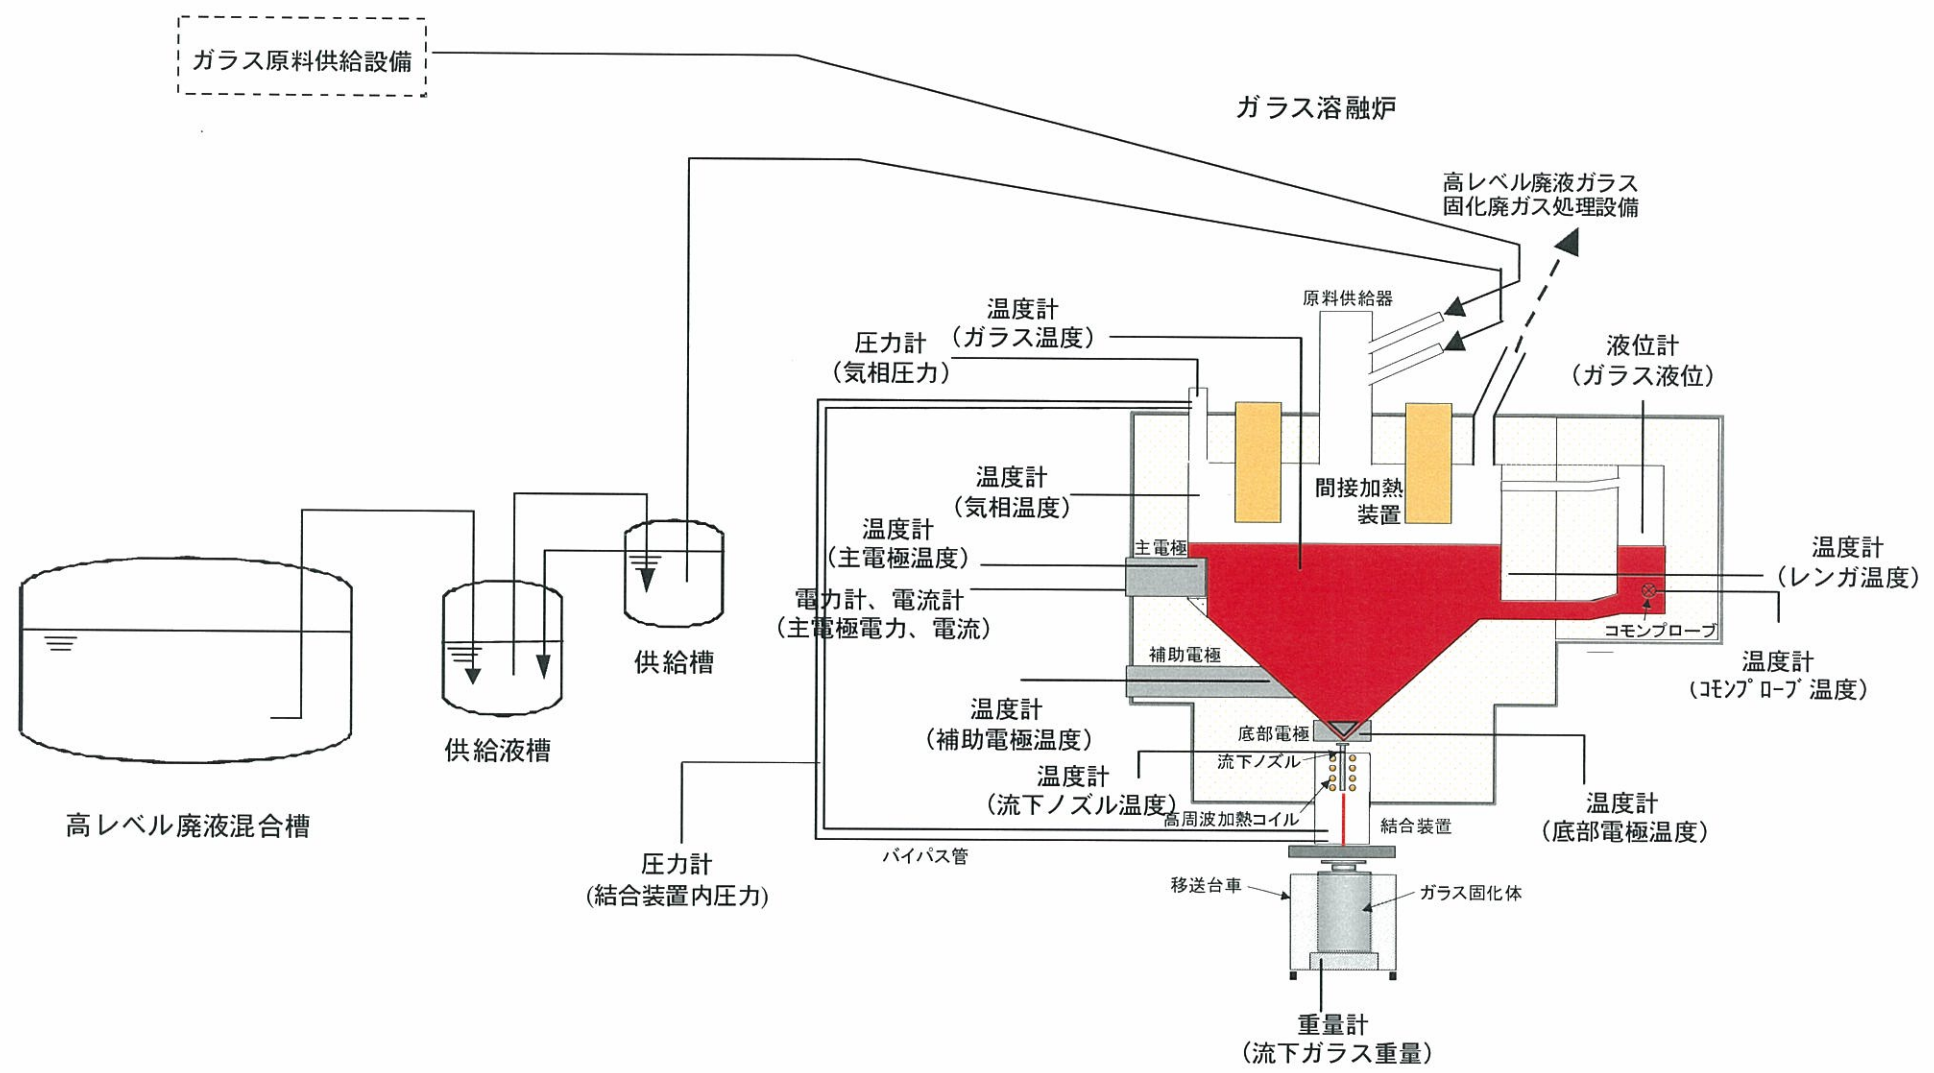 ガラス原料供給設備
ガラス溶融炉
高レベル廃液ガラス
固化廃ガス処理設備
原料供給器
温度計
（ガラス温度）
圧力計
（気相圧力）
液位計
（ガラス液位）
温度計
（気相温度）
間接加熱
装置
温度計
（主電極温度）
主電極
温度計
（レンガ温度）
電力計、電流計
（主電極電力、電流）
コモンプローブ
供給槽
補助電極
温度計
（ｺﾓﾝﾌﾟﾛｰﾌﾞ温度）
供給液槽
温度計
（補助電極温度）
底部電極
流下ノズル
温度計
（流下ノズル温度）
高周波加熱コイル
結合装置
温度計
（底部電極温度）
高レベル廃液混合槽
バイパス管
圧力計
（結合装置内圧力）
移送台車
ガラス固化体
重量計
（流下ガラス重量）